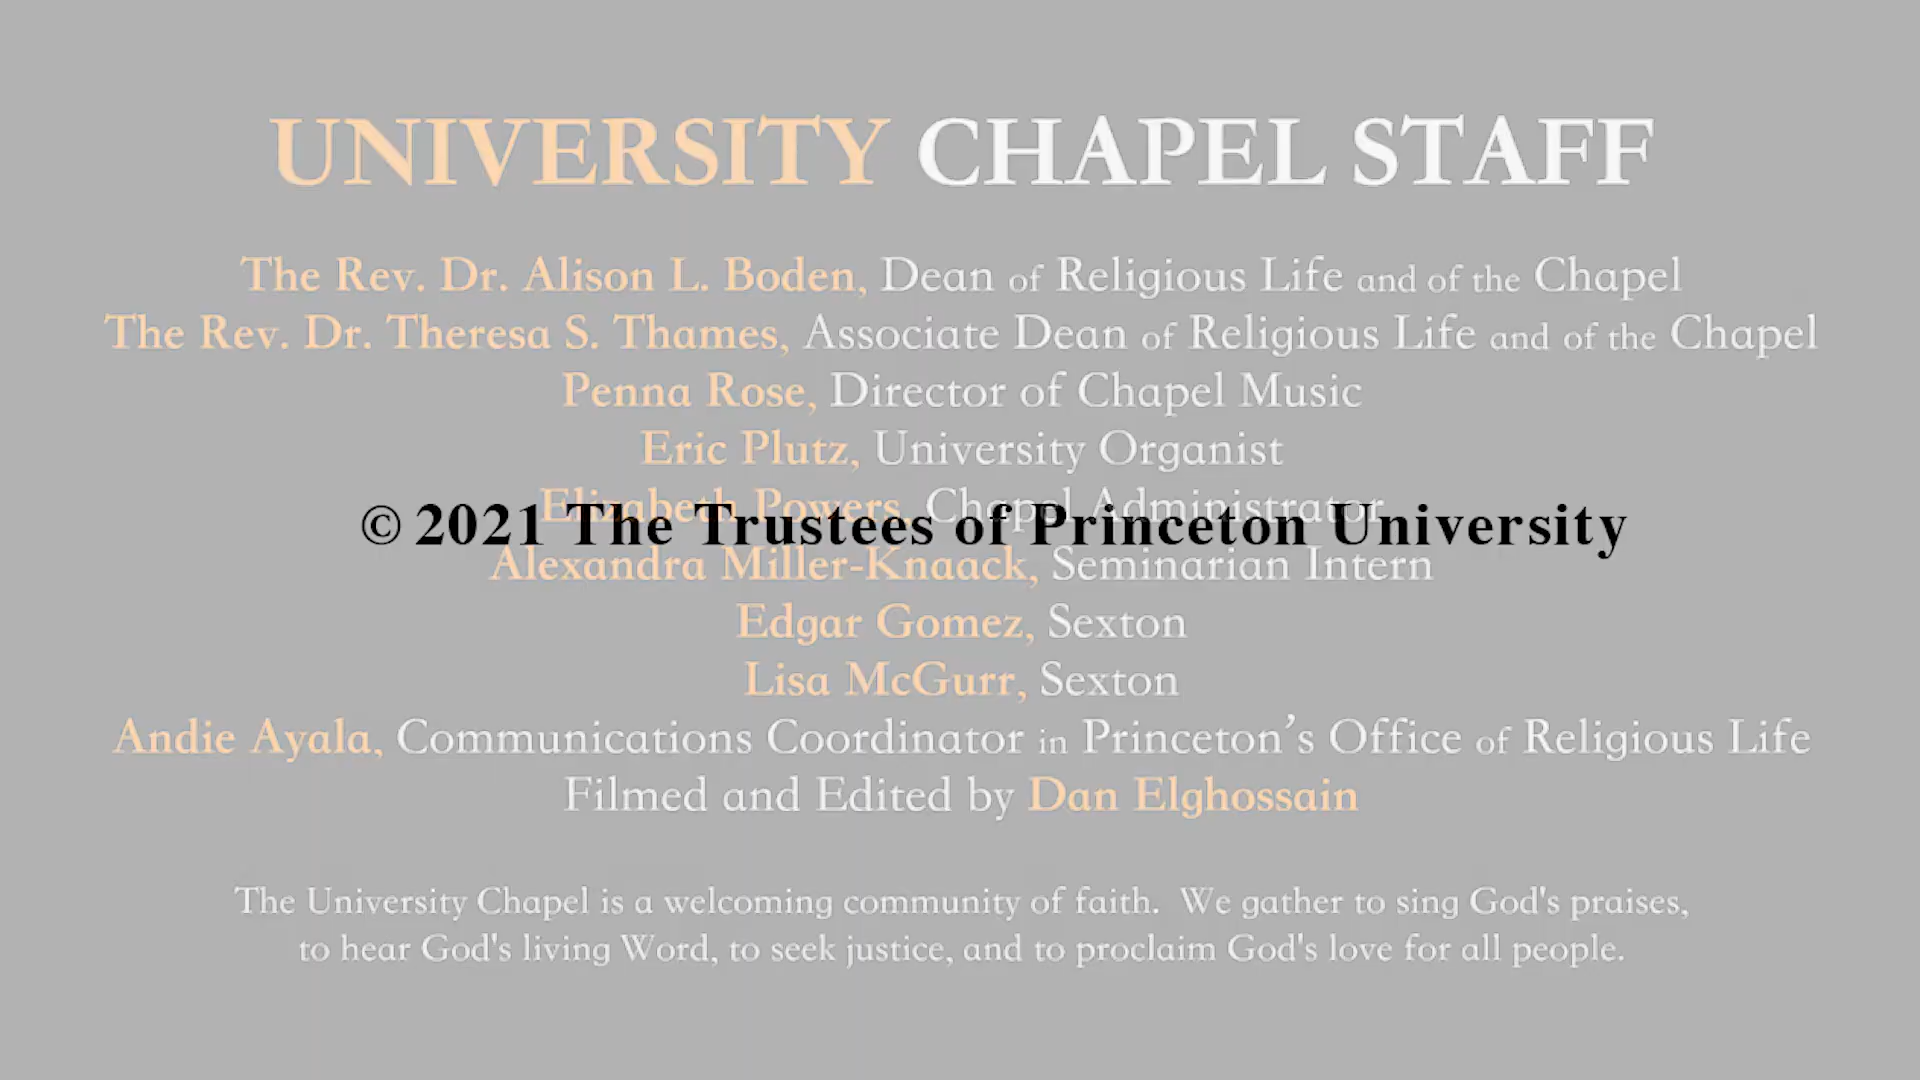 UNIVERSITY CHAPEL STAFF
The Rev. Dr. Alison L. Boden, Dean of Religious Life and of the Chapel
The Rev. Dr. Theresa S. Thames, Associate Dean of Religious Life and of the Chapel
Penna Rose, Director of Chapel Music
Eric Plutz, University Organist
Elizabeth Powers, Chapel Administrator
© 2021 The Trustees of Princeton University
Alexandra Miller-Knaack, Seminarian Intern
Edgar Gomez, Sexton
Lisa McGurr, Sexton
Andie Ayala, Communications Coordinator in Princeton’s Office of Religious Life
Filmed and Edited by Dan Elghossain
The University Chapel is a welcoming community of faith.  We gather to sing God's praises,
to hear God's living Word, to seek justice, and to proclaim God's love for all people.